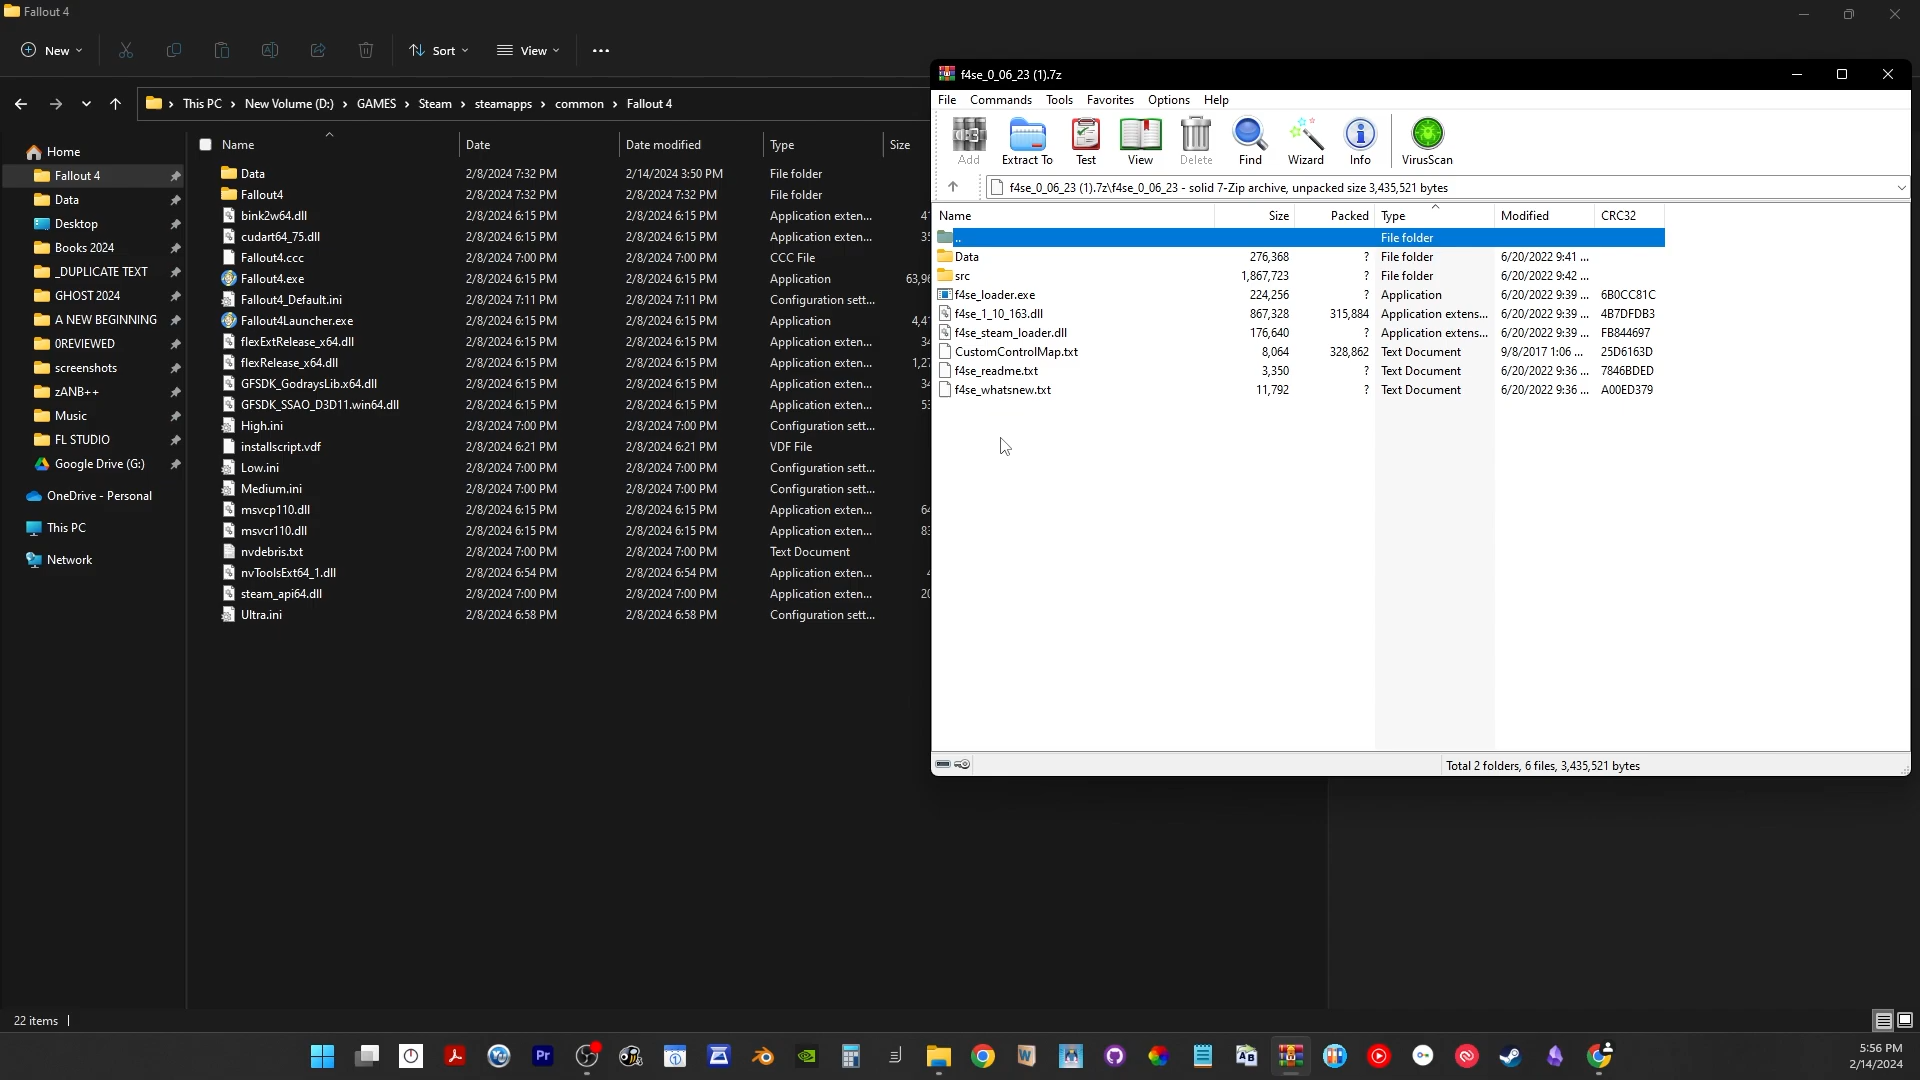 Fallout 4
New
Sort
View
This PC
New Volume (D:)
GAMES
Steam
steamapps
common
Fallout 4
Home
Fallout 4
Data
Desktop
Books 2024
_DUPLICATE TEXT
GHOST 2024
A NEW BEGINNING
0REVIEWED
screenshots
zANB++
Music
FL STUDIO
Google Drive (G:)
OneDrive - Personal
This PC
Network
Name Date Date modified Type Size
Data 2/8/2024 7:32 PM 2/14/2024 3:50 PM File folder
Fallout4 2/8/2024 7:32 PM 2/8/2024 7:32 PM File folder
bink2w64.dll 2/8/2024 6:15 PM 2/8/2024 6:15 PM Application exten...
cudart64_75.dll 2/8/2024 6:15 PM 2/8/2024 6:15 PM Application exten...
Fallout4.ccc 2/8/2024 7:00 PM 2/8/2024 7:00 PM CCC File
Fallout4.exe 2/8/2024 6:15 PM 2/8/2024 6:15 PM Application
Fallout4_Default.ini 2/8/2024 7:11 PM 2/8/2024 7:11 PM Configuration sett...
Fallout4Launcher.exe 2/8/2024 6:15 PM 2/8/2024 6:15 PM Application
flexExtRelease_x64.dll 2/8/2024 6:15 PM 2/8/2024 6:15 PM Application exten...
flexRelease_x64.dll 2/8/2024 6:15 PM 2/8/2024 6:15 PM Application exten...
GFSDK_GodraysLib.x64.dll 2/8/2024 6:15 PM 2/8/2024 6:15 PM Application exten...
GFSDK_SSAO_D3D11.win64.dll 2/8/2024 6:15 PM 2/8/2024 6:15 PM Application exten...
High.ini 2/8/2024 7:00 PM 2/8/2024 7:00 PM Configuration sett...
installscript.vdf 2/8/2024 6:21 PM 2/8/2024 6:21 PM VDF File
Low.ini 2/8/2024 7:00 PM 2/8/2024 7:00 PM Configuration sett...
Medium.ini 2/8/2024 7:00 PM 2/8/2024 7:00 PM Configuration sett...
msvcp110.dll 2/8/2024 6:15 PM 2/8/2024 6:15 PM Application exten...
msvcr110.dll 2/8/2024 6:15 PM 2/8/2024 6:15 PM Application exten...
nvdebris.txt 2/8/2024 7:00 PM 2/8/2024 7:00 PM Text Document
nvToolsExt64_1.dll 2/8/2024 6:54 PM 2/8/2024 6:54 PM Application exten...
steam_api64.dll 2/8/2024 7:00 PM 2/8/2024 7:00 PM Application exten...
Ultra.ini 2/8/2024 6:58 PM 2/8/2024 6:58 PM Configuration sett...
f4se_0_06_23 (1).7z
File Commands Tools Favorites Options Help
Add Extract To Test View Delete Find Wizard Info VirusScan
f4se_0_06_23 (1).7z\f4se_0_06_23 - solid 7-Zip archive, unpacked size 3,435,521 bytes
Name Size Packed Type Modified CRC32
.. File folder
Data 276,368 ? File folder 6/20/2022 9:41 ...
src 1,867,723 ? File folder 6/20/2022 9:42 ...
f4se_loader.exe 224,256 ? Application 6/20/2022 9:39 ... 6B0CC81C
f4se_1_10_163.dll 867,328 315,884 Application extens... 6/20/2022 9:39 ... 4B7DFDB3
f4se_steam_loader.dll 176,640 ? Application extens... 6/20/2022 9:39 ... FB844697
CustomControlMap.txt 8,064 328,862 Text Document 9/8/2017 1:06 ... 25D6163D
f4se_readme.txt 3,350 ? Text Document 6/20/2022 9:36 ... 7846BDED
f4se_whatsnew.txt 11,792 ? Text Document 6/20/2022 9:36 ... A00ED379
Total 2 folders, 6 files, 3,435,521 bytes
22 items
5:56 PM
2/14/2024